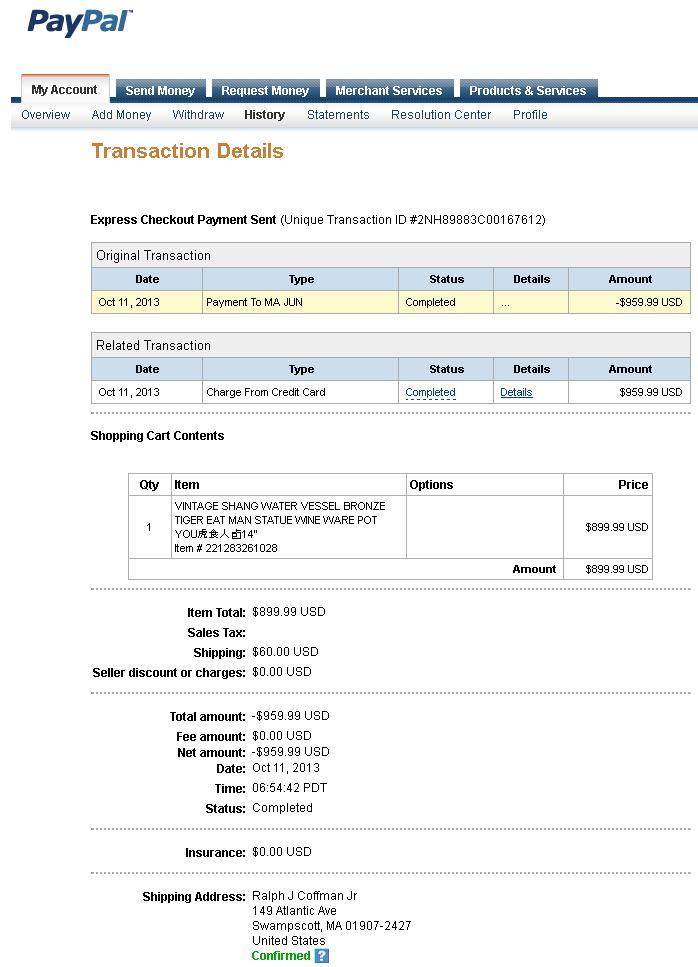 PayPal™
My Account Send Money Request Money Merchant Services Products & Services
Overview Add Money Withdraw History Statements Resolution Center Profile
Transaction Details
Express Checkout Payment Sent (Unique Transaction ID #2NH89883C00167612)
Original Transaction
Date Type Status Details Amount
Oct 11, 2013 Payment To MA JUN Completed ... -$959.99 USD
Related Transaction
Date Type Status Details Amount
Oct 11, 2013 Charge From Credit Card Completed Details $959.99 USD
Shopping Cart Contents
Qty Item Options Price
VINTAGE SHANG WATER VESSEL BRONZE
TIGER EAT MAN STATUE WINE WARE POT
1 YOU虎食人卣14" $899.99 USD
Item # 221283261028
Amount $899.99 USD
Item Total: $899.99 USD
Sales Tax:
Shipping: $60.00 USD
Seller discount or charges: $0.00 USD
Total amount: -$959.99 USD
Fee amount: $0.00 USD
Net amount: -$959.99 USD
Date: Oct 11, 2013
Time: 06:54:42 PDT
Status: Completed
Insurance: $0.00 USD
Shipping Address: Ralph J Coffman Jr
149 Atlantic Ave
Swampscott, MA 01907-2427
United States
Confirmed ?